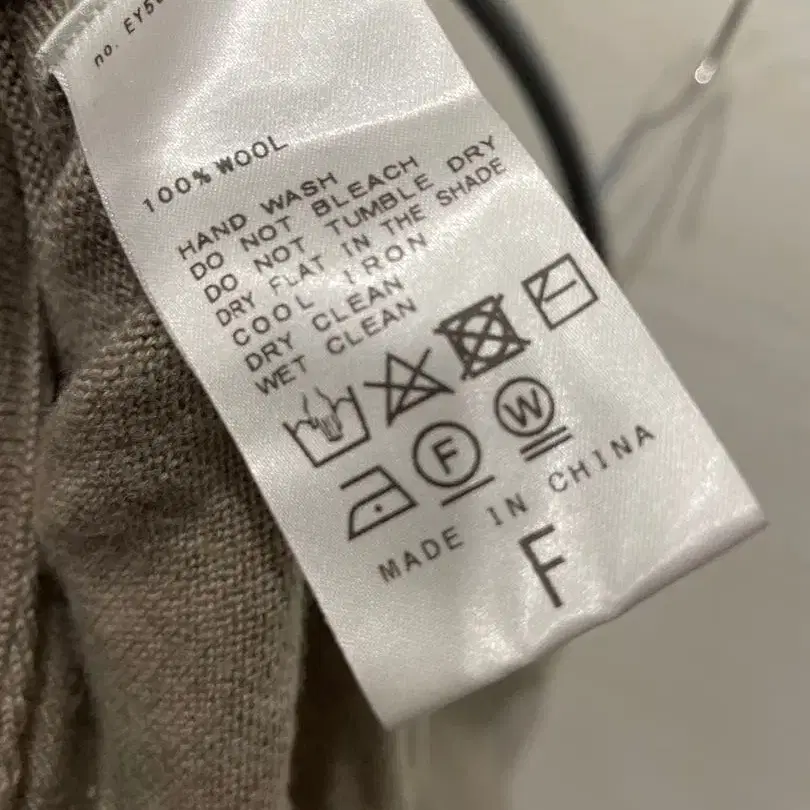 no.
100% WOOL
HAND WASH
DO NOT BLEACH
DO NOT TUMBLE DRY
DRY FLAT IN THE SHADE
COOL IRON
DRY CLEAN
WET CLEAN
F W
MADE IN CHINA
F